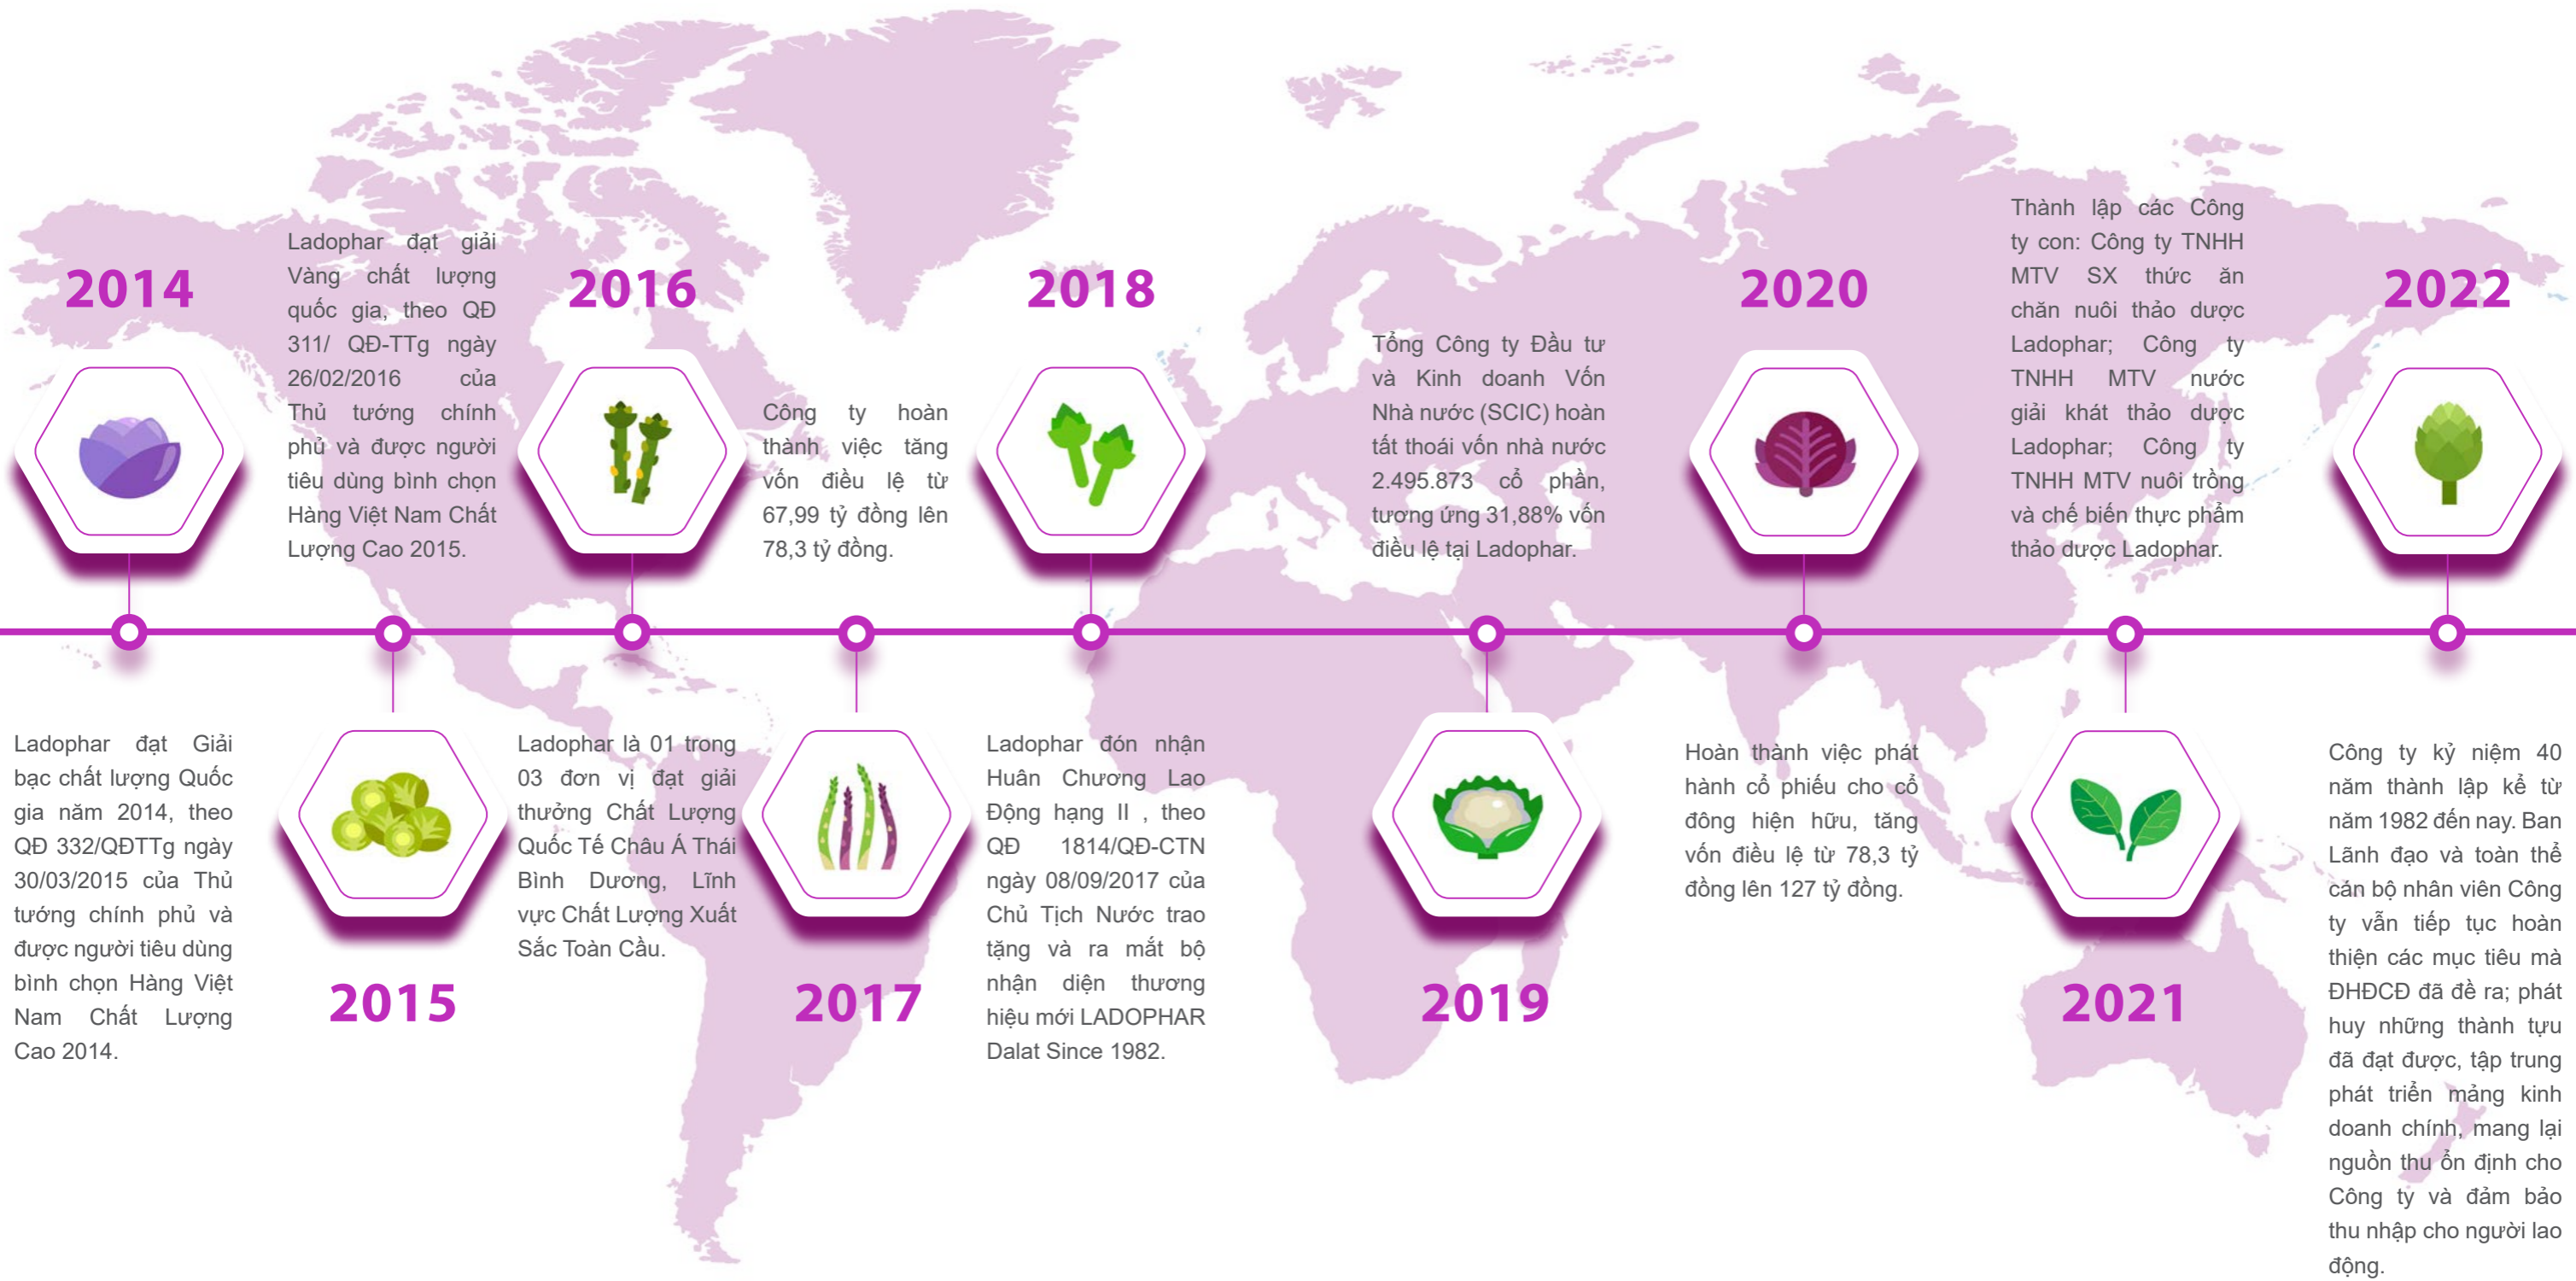 2014
Ladophar đạt Giải
bạc chất lượng Quốc
gia năm 2014, theo
QĐ 332/QĐTTg ngày
30/03/2015 của Thủ
tướng chính phủ và
được người tiêu dùng
bình chọn Hàng Việt
Nam Chất Lượng
Cao 2014.
Ladophar đạt giải
Vàng chất lượng
quốc gia, theo QĐ
311/ QĐ-TTg ngày
26/02/2016 của
Thủ tướng chính
phủ và được người
tiêu dùng bình chọn
Hàng Việt Nam Chất
Lượng Cao 2015.
2015
2016
Ladophar là 01 trong
03 đơn vị đạt giải
thưởng Chất Lượng
Quốc Tế Châu Á Thái
Bình Dương, Lĩnh
vực Chất Lượng Xuất
Sắc Toàn Cầu.
Công ty hoàn
thành việc tăng
vốn điều lệ từ
67,99 tỷ đồng lên
78,3 tỷ đồng.
2017
2018
Ladophar đón nhận
Huân Chương Lao
Động hạng II , theo
QĐ 1814/QĐ-CTN
ngày 08/09/2017 của
Chủ Tịch Nước trao
tặng và ra mắt bộ
nhận diện thương
hiệu mới LADOPHAR
Dalat Since 1982.
Tổng Công ty Đầu tư
và Kinh doanh Vốn
Nhà nước (SCIC) hoàn
tất thoái vốn nhà nước
2.495.873 cổ phần,
tương ứng 31,88% vốn
điều lệ tại Ladophar.
2019
2020
Hoàn thành việc phát
hành cổ phiếu cho cổ
đông hiện hữu, tăng
vốn điều lệ từ 78,3 tỷ
đồng lên 127 tỷ đồng.
Thành lập các Công
ty con: Công ty TNHH
MTV SX thức ăn
chăn nuôi thảo dược
Ladophar; Công ty
TNHH MTV nước
giải khát thảo dược
Ladophar; Công ty
TNHH MTV nuôi trồng
và chế biến thực phẩm
thảo dược Ladophar.
2021
2022
Công ty kỷ niệm 40
năm thành lập kể từ
năm 1982 đến nay. Ban
Lãnh đạo và toàn thể
cán bộ nhân viên Công
ty vẫn tiếp tục hoàn
thiện các mục tiêu mà
ĐHĐCĐ đã đề ra; phát
huy những thành tựu
đã đạt được, tập trung
phát triển mảng kinh
doanh chính, mang lại
nguồn thu ổn định cho
Công ty và đảm bảo
thu nhập cho người lao
động.